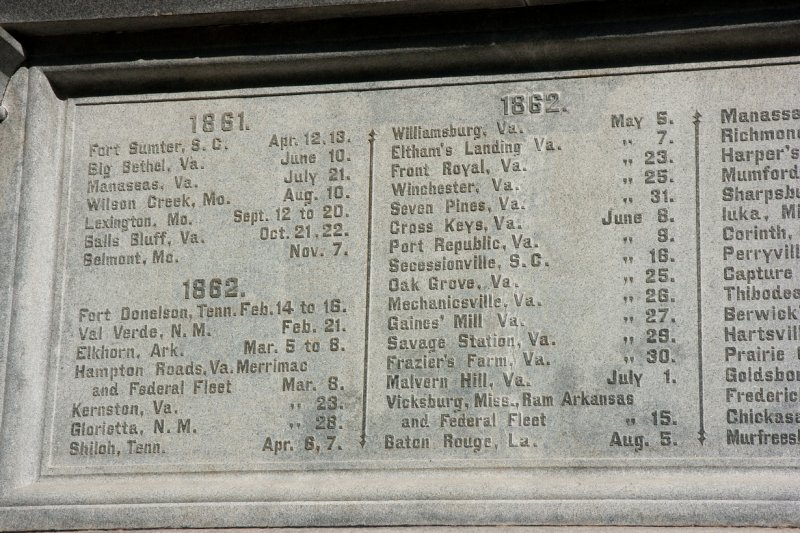 1861.
Fort Sumter, S. C. Apr. 12, 13.
Big Bethel, Va. June 10.
Manassas, Va. July 21.
Wilson Creek, Mo. Aug. 10.
Lexington, Mo. Sept. 12 to 20.
Balls Bluff, Va. Oct. 21, 22.
Belmont, Mo. Nov. 7.
1862.
Fort Donelson, Tenn. Feb. 14 to 16.
Val Verde, N. M. Feb. 21.
Elkhorn, Ark. Mar. 5 to 8.
Hampton Roads, Va. Merrimac
and Federal Fleet Mar. 8.
Kernston, Va. „ 23.
Glorietta, N. M. „ 28.
Shiloh, Tenn. Apr. 6, 7.
1862.
Williamsburg, Va. May 5.
Eltham's Landing Va. „ 7.
Front Royal, Va. „ 23.
Winchester, Va. „ 25.
Seven Pines, Va. „ 31.
Cross Keys, Va. June 8.
Port Republic, Va. „ 9.
Secessionville, S. C. „ 16.
Oak Grove, Va. „ 25.
Mechanicsville, Va. „ 26.
Gaines' Mill Va. „ 27.
Savage Station, Va. „ 29.
Frazier's Farm, Va. „ 30.
Malvern Hill, Va. July 1.
Vicksburg, Miss., Ram Arkansas
and Federal Fleet „ 15.
Baton Rouge, La. Aug. 5.
Manassa
Richmon
Harper's
Mumford
Sharpsbu
Iuka, Mi
Corinth,
Perryvill
Capture
Thibodea
Berwick
Hartsvill
Prairie
Goldsbor
Frederic
Chickasa
Murfreesb